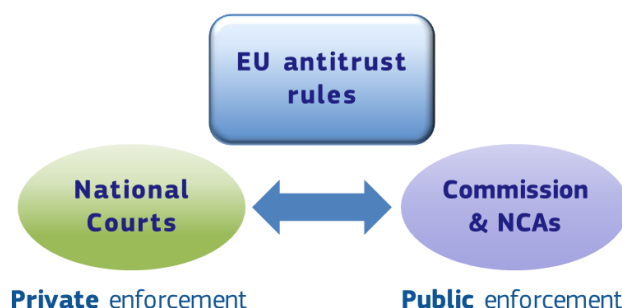 EU antitrust
rules
National
Courts
Commission
& NCAs
Private enforcement
Public enforcement